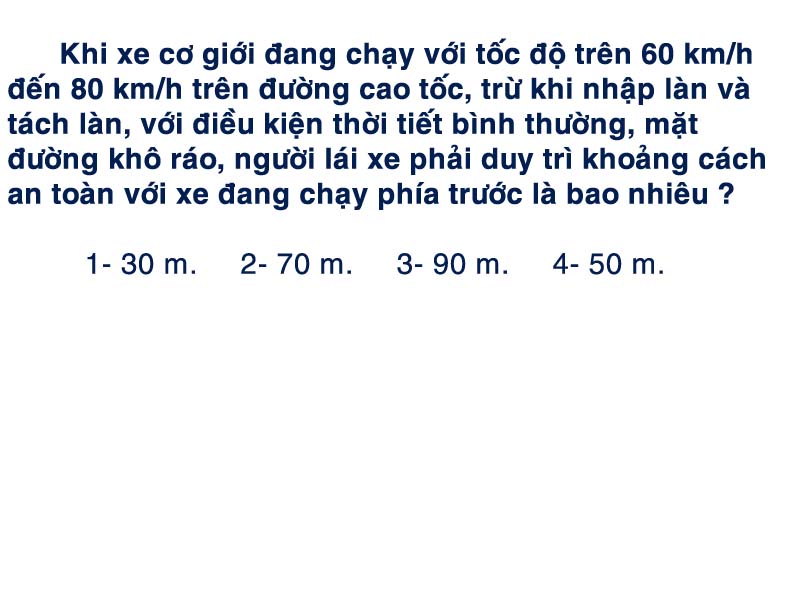 Khi xe cơ giới đang chạy với tốc độ trên 60 km/h
đến 80 km/h trên đường cao tốc, trừ khi nhập làn và
tách làn, với điều kiện thời tiết bình thường, mặt
đường khô ráo, người lái xe phải duy trì khoảng cách
an toàn với xe đang chạy phía trước là bao nhiêu ?
1- 30 m. 2- 70 m. 3- 90 m. 4- 50 m.